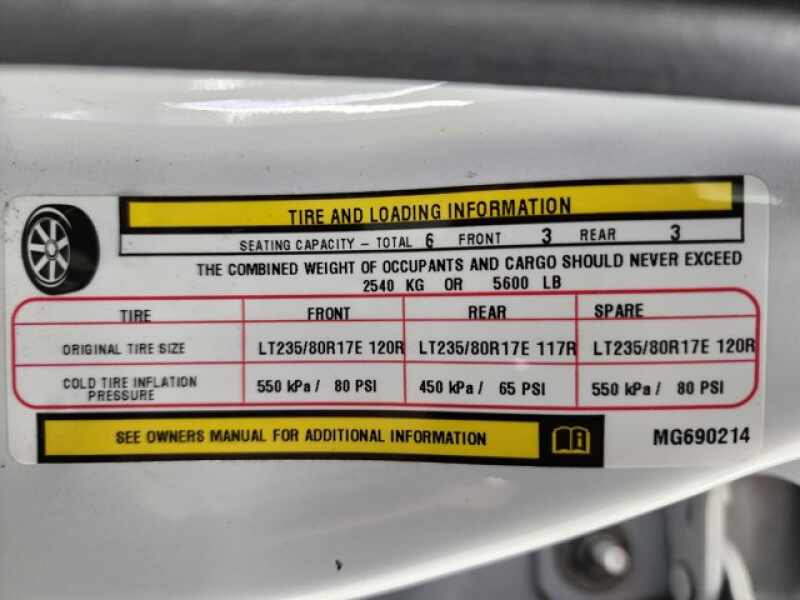 TIRE AND LOADING INFORMATION
SEATING CAPACITY – TOTAL 6 FRONT 3 REAR 3
THE COMBINED WEIGHT OF OCCUPANTS AND CARGO SHOULD NEVER EXCEED
2540 KG OR 5600 LB
TIRE FRONT REAR SPARE
ORIGINAL TIRE SIZE LT235/80R17E 120R LT235/80R17E 117R LT235/80R17E 120R
COLD TIRE INFLATION PRESSURE 550 kPa / 80 PSI 450 kPa / 65 PSI 550 kPa / 80 PSI
SEE OWNERS MANUAL FOR ADDITIONAL INFORMATION
MG690214